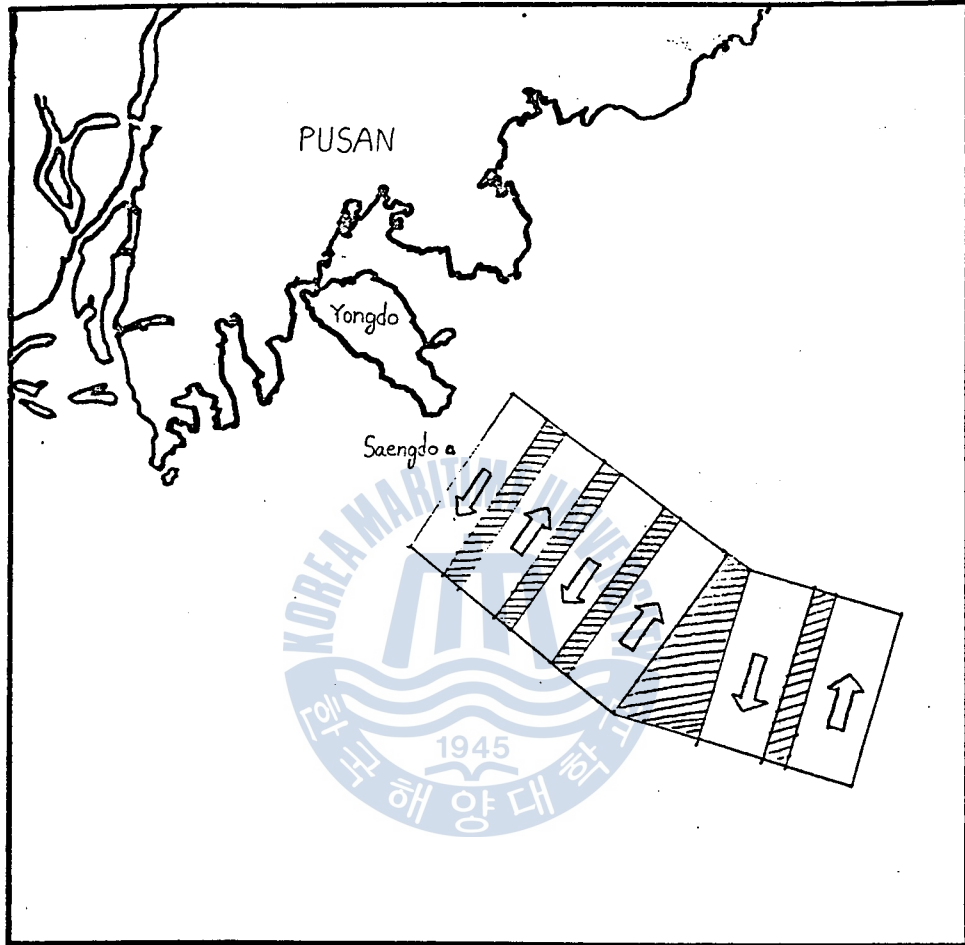 PUSAN
Yongdo
Saengdo
KOREA MARITIME UNIVERSITY
1945
한국해양대학교